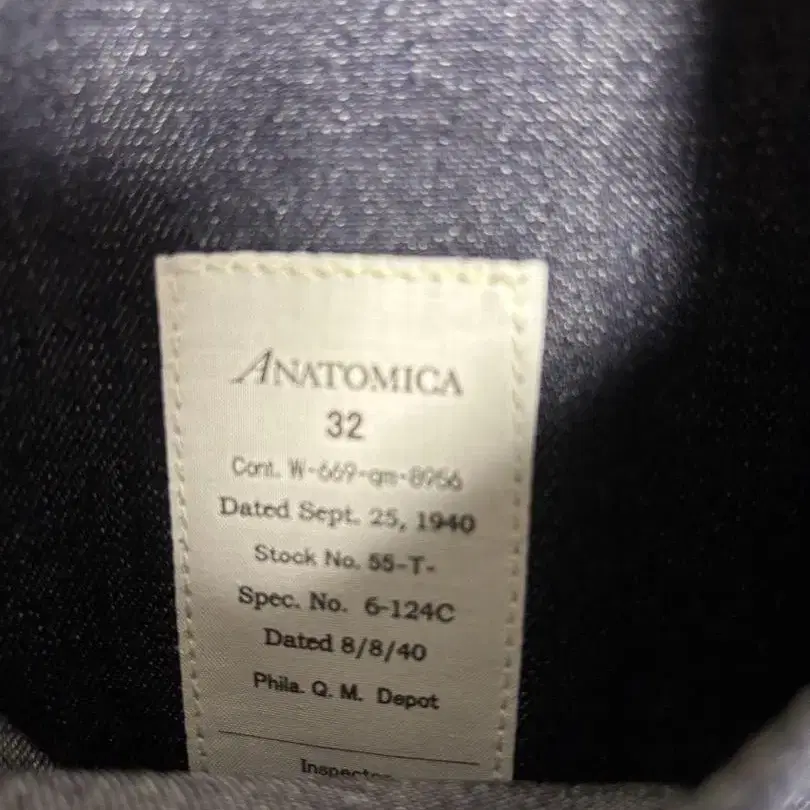 ANATOMICA
32
Cont. W-669-qm-8956
Dated Sept. 25, 1940
Stock No. 55-T-
Spec. No. 6-124C
Dated 8/8/40
Phila. Q. M. Depot